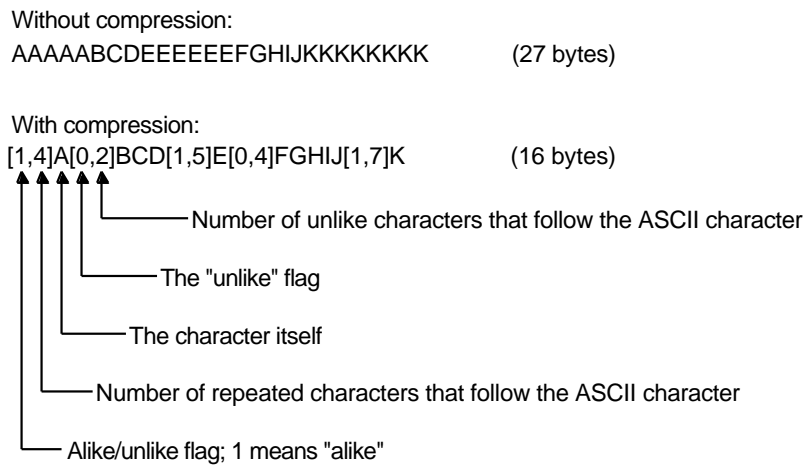 Without compression:
AAAAABCDEEEEEEFGHIJKKKKKKKK (27 bytes)
With compression:
[1,4]A[0,2]BCD[1,5]E[0,4]FGHIJ[1,7]K (16 bytes)
Number of unlike characters that follow the ASCII character
The "unlike" flag
The character itself
Number of repeated characters that follow the ASCII character
Alike/unlike flag; 1 means "alike"